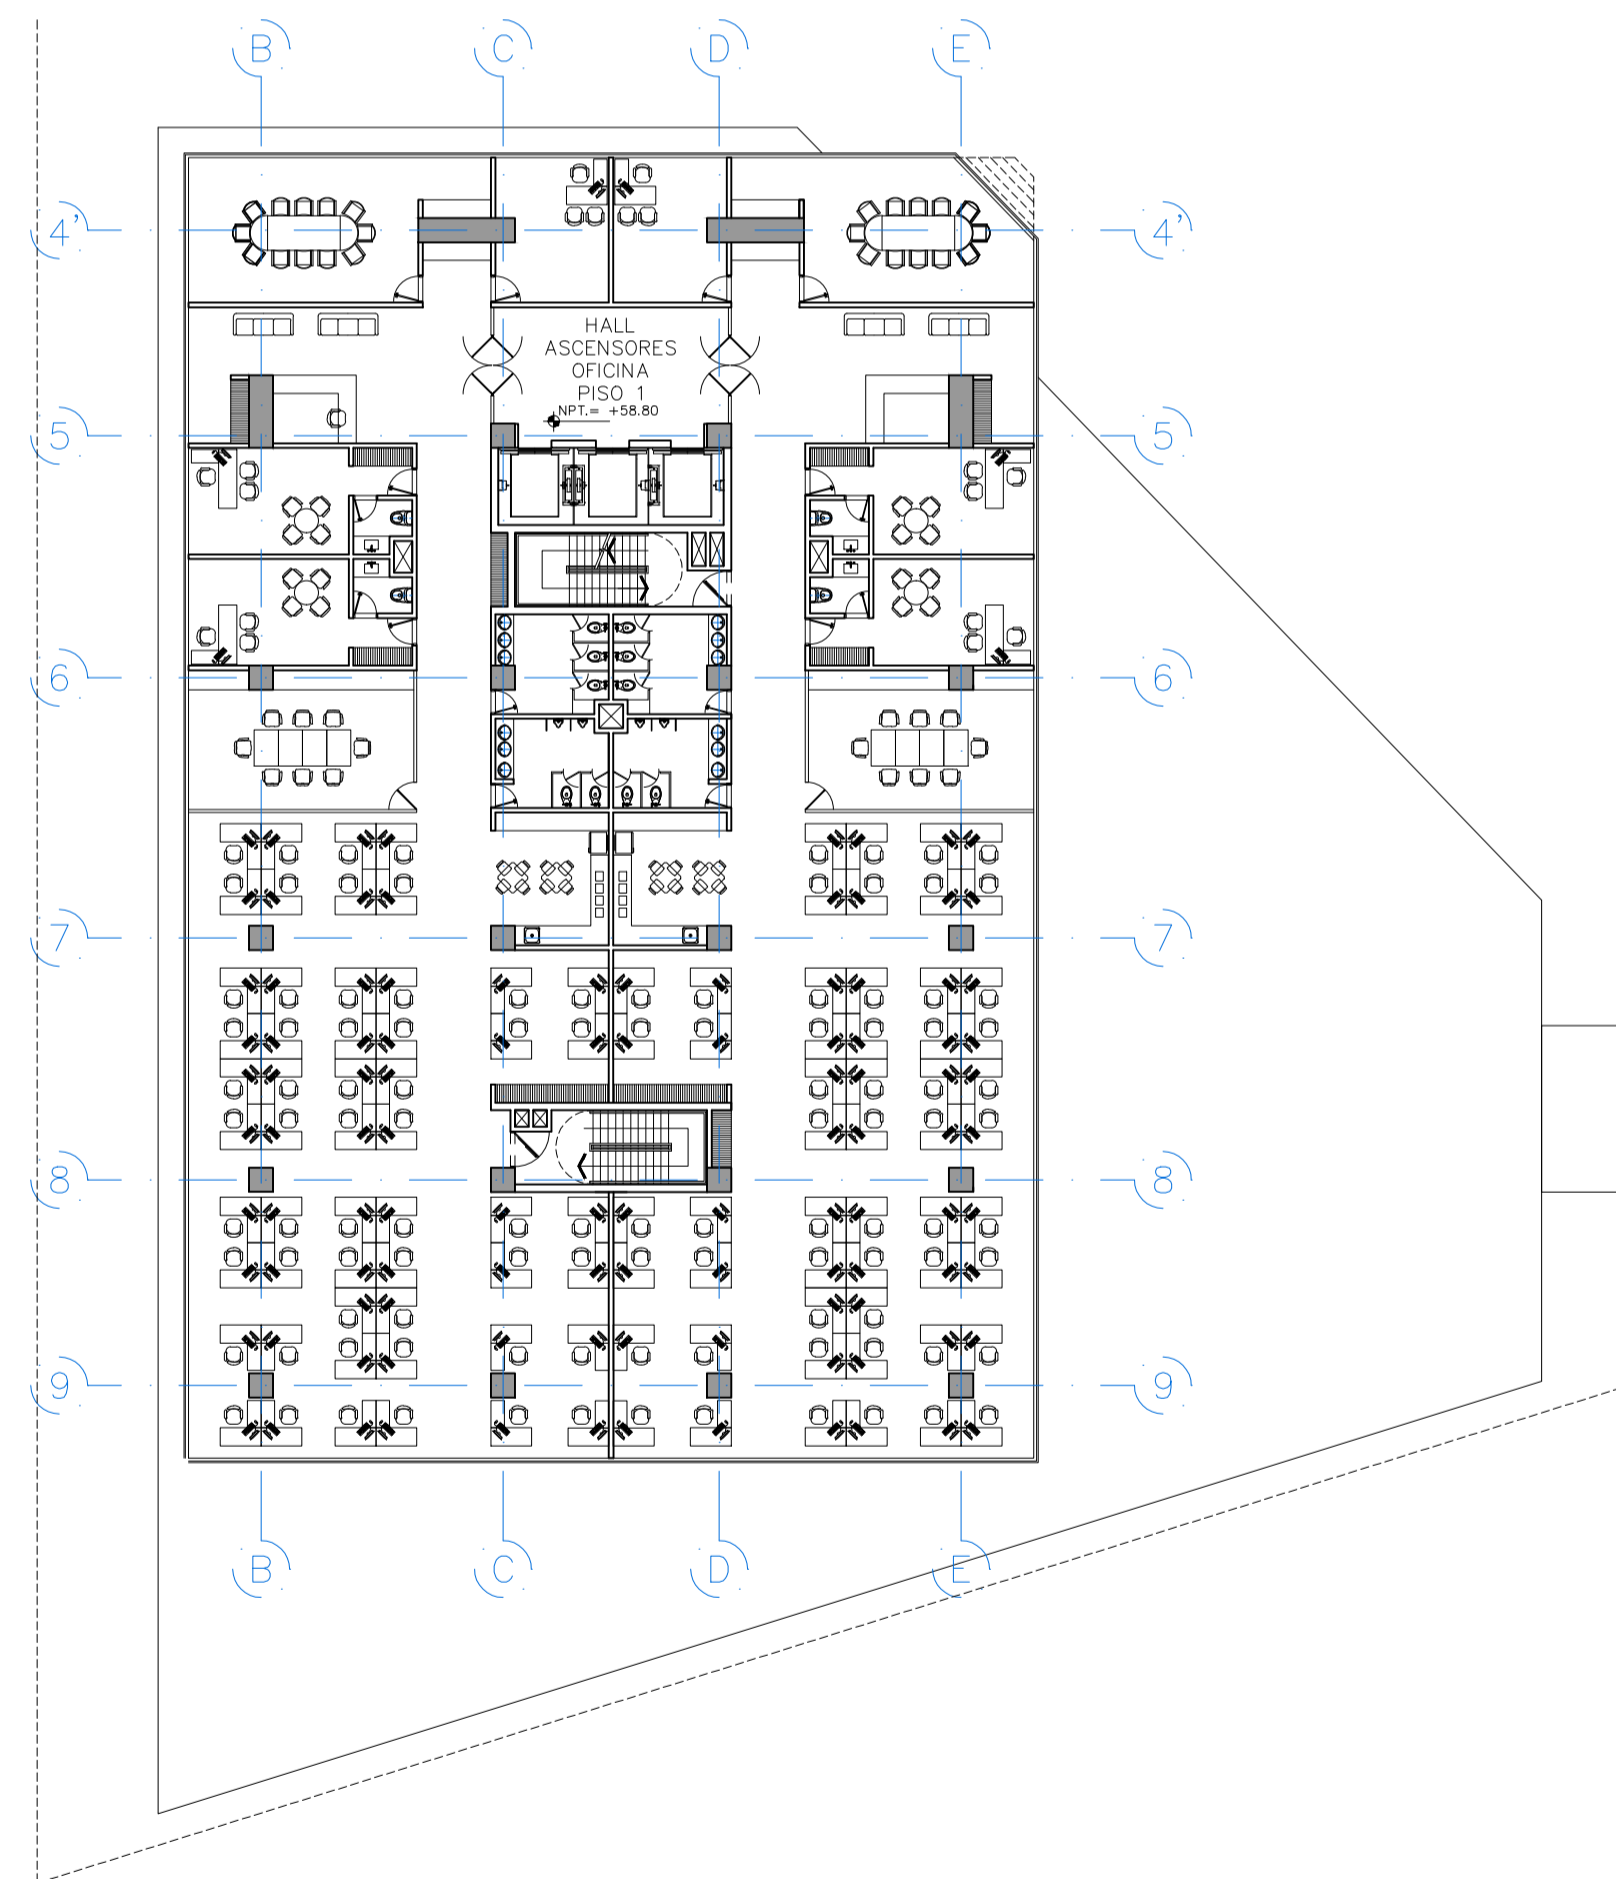 B C D E
4' 4'
HALL
ASCENSORES
OFICINA
PISO 1
NPT.= +58.80
5 5
6 6
7 7
8 8
9 9
B C D E